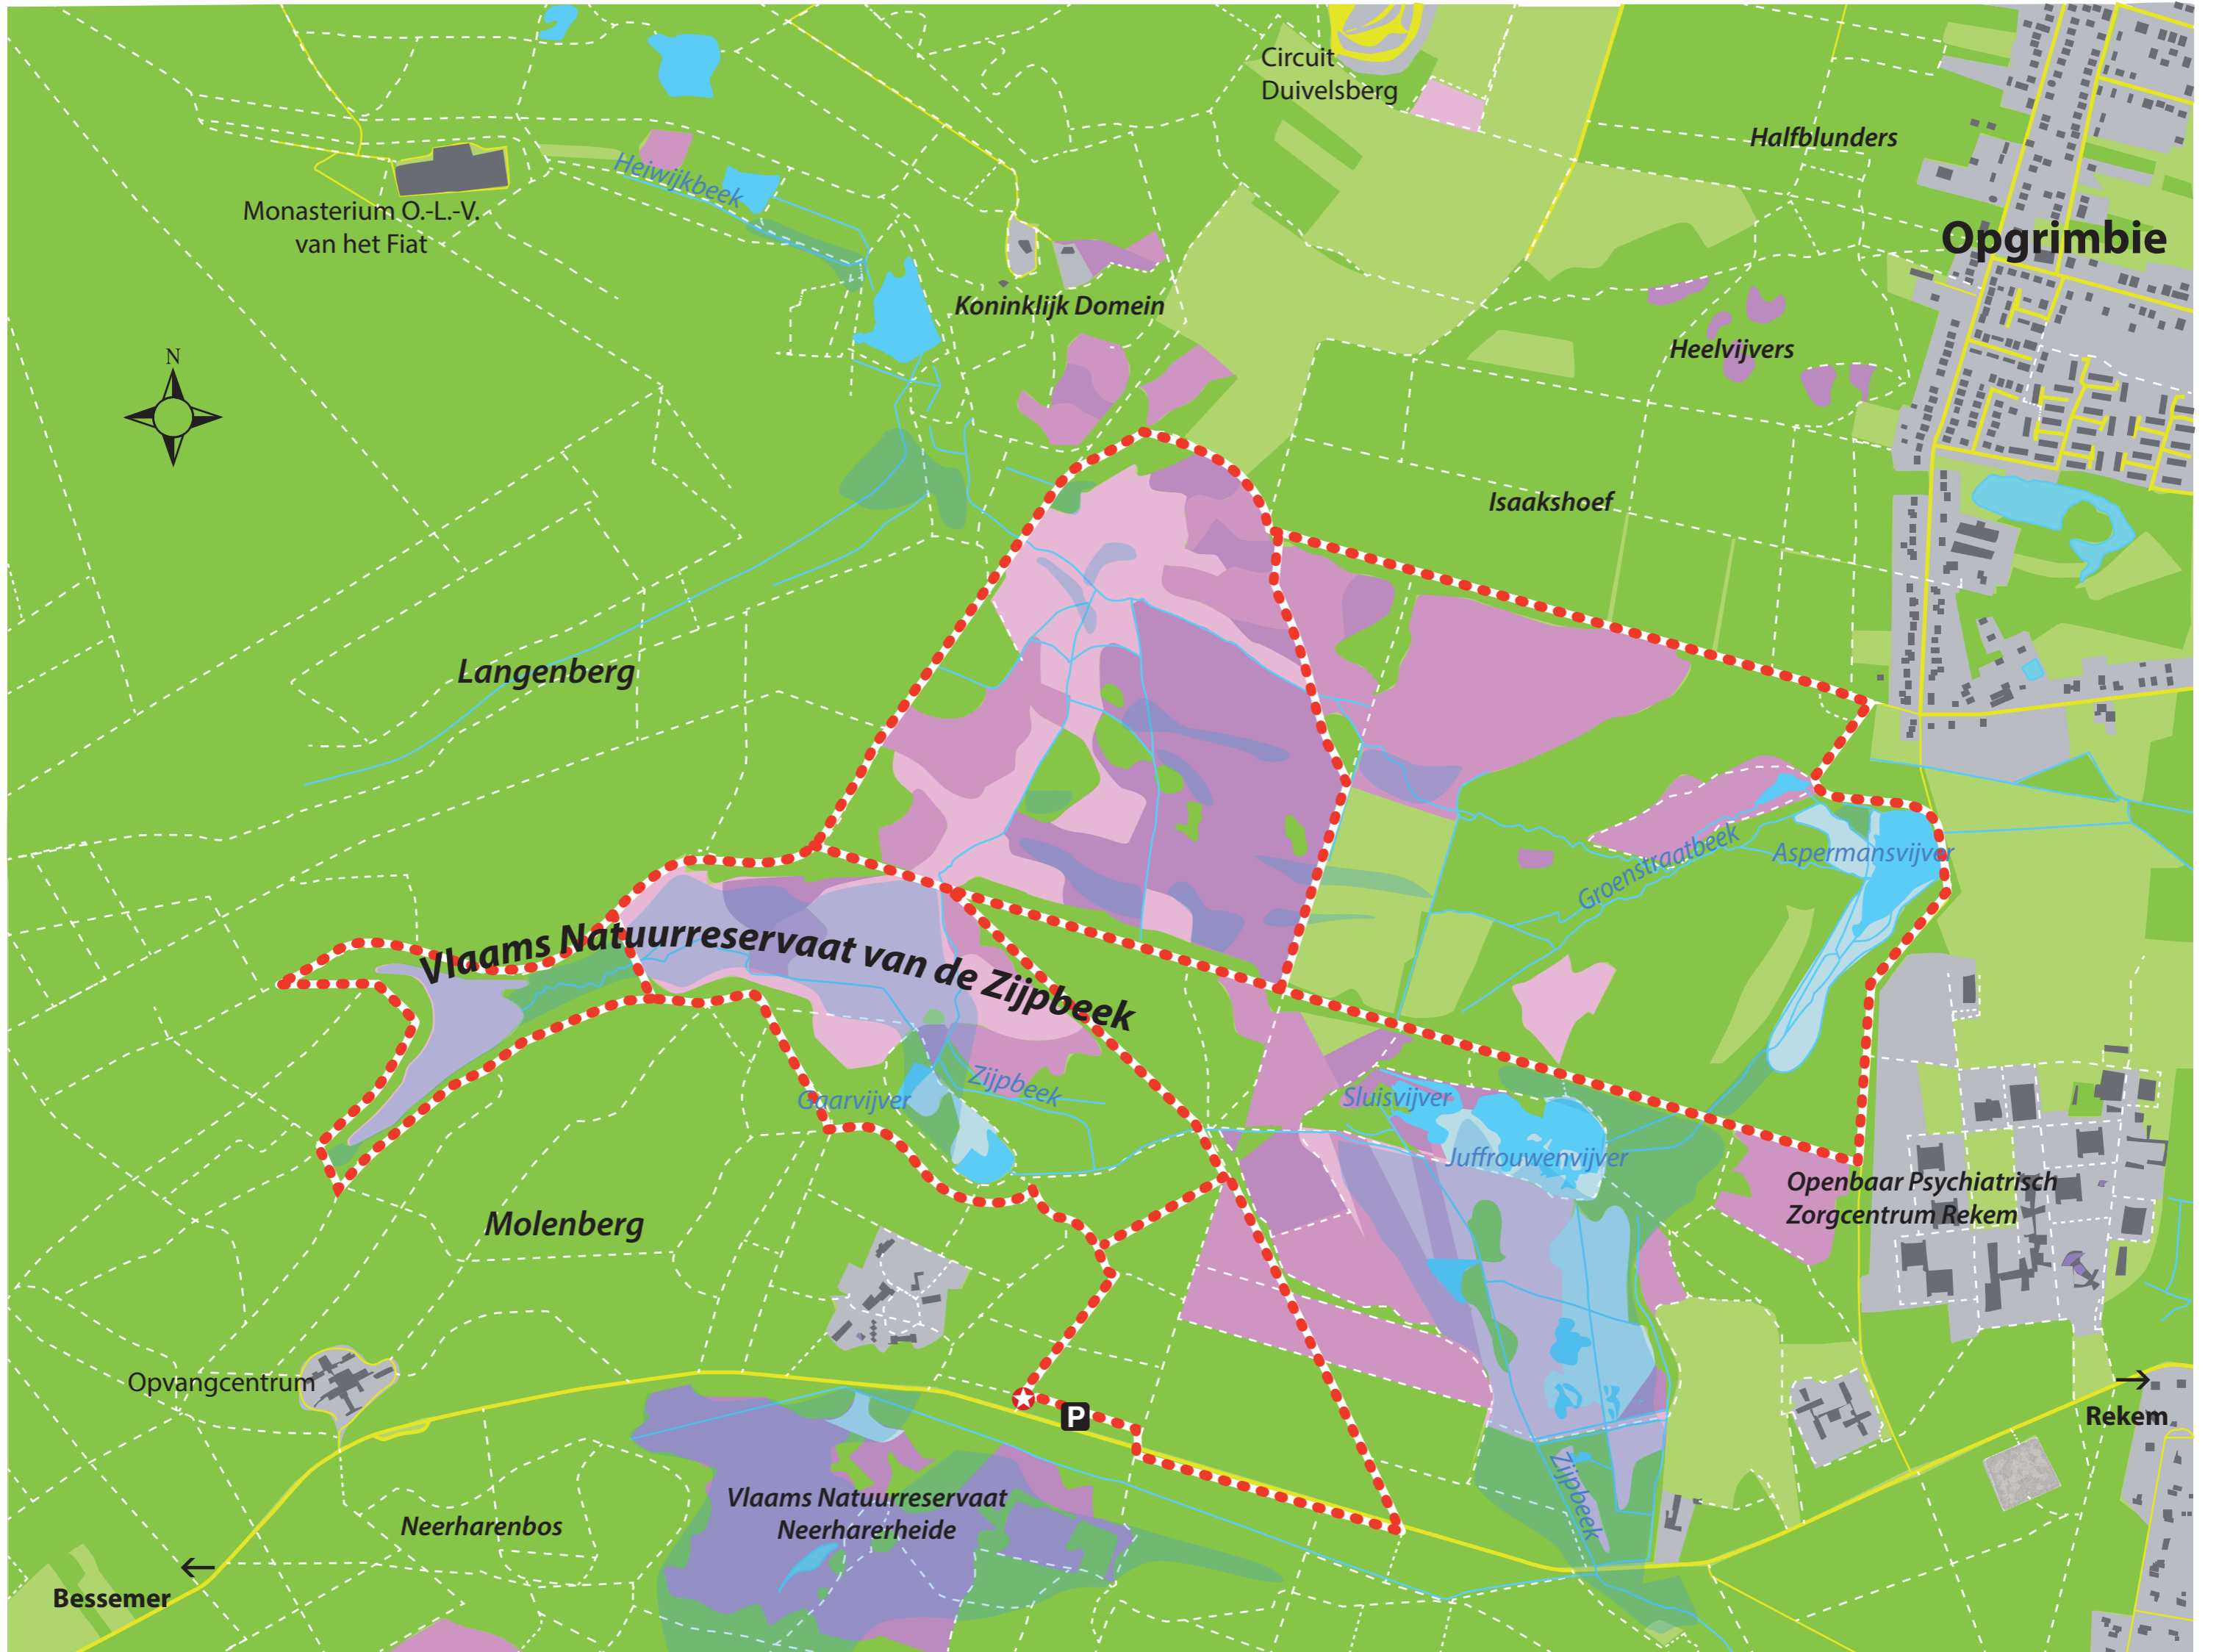 Circuit
Duivelsberg
Halfblunders
Heiwijkbeek
Monasterium O.-L.-V.
van het Fiat
Opgrimbie
Koninklijk Domein
Heelvijvers
N
Isaakshoef
Langenberg
Groenstraatbeek
Aspermansvijver
Vlaams Natuurreservaat van de Zijpbeek
Gaarvijver
Zijpbeek
Sluisvijver
Juffrouwenvijver
Openbaar Psychiatrisch
Zorgcentrum Rekem
Molenberg
Opvangcentrum
P
→
Rekem
Vlaams Natuurreservaat
Neerharerheide
Zijpbeek
Neerharenbos
←
Bessemer